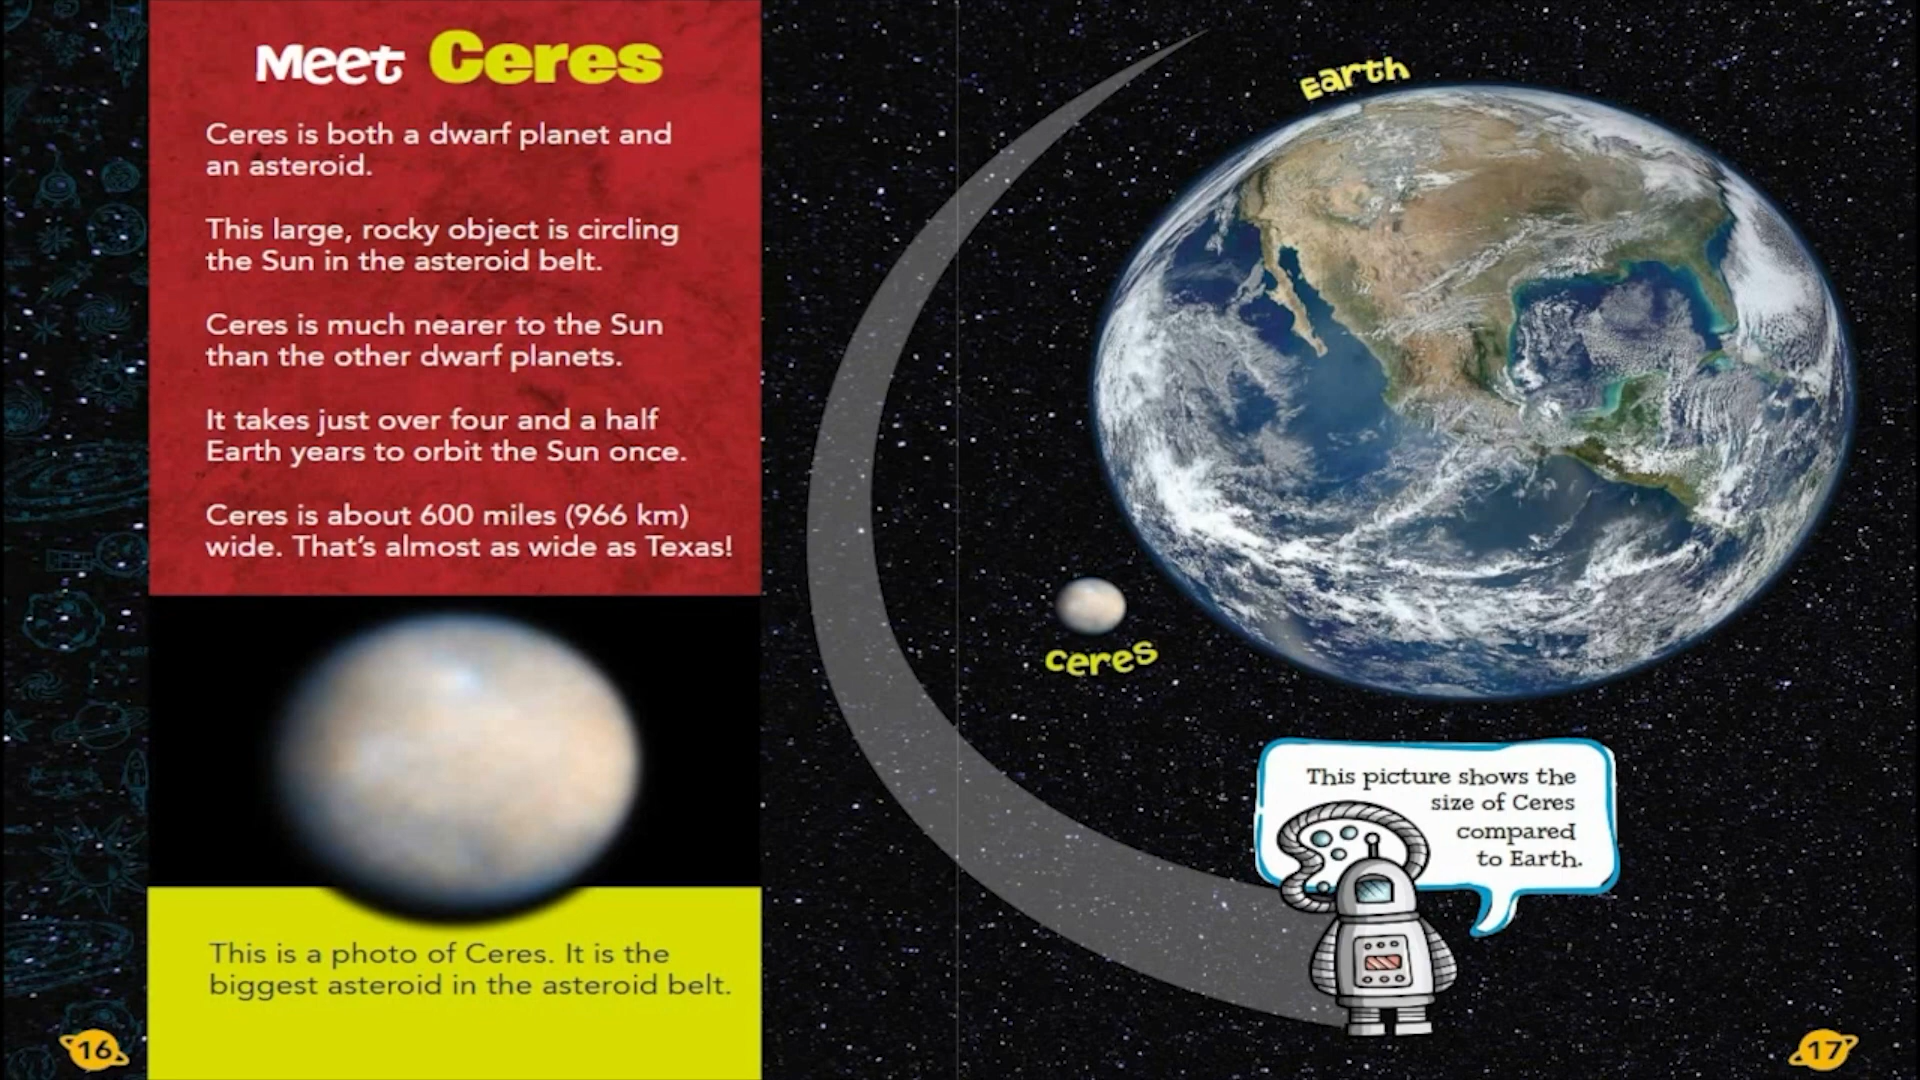 Meet Ceres
Ceres is both a dwarf planet and
an asteroid.
This large, rocky object is circling
the Sun in the asteroid belt.
Ceres is much nearer to the Sun
than the other dwarf planets.
It takes just over four and a half
Earth years to orbit the Sun once.
Ceres is about 600 miles (966 km)
wide. That's almost as wide as Texas!
This is a photo of Ceres. It is the
biggest asteroid in the asteroid belt.
16
Earth
Ceres
This picture shows the
size of Ceres
compared
to Earth.
17